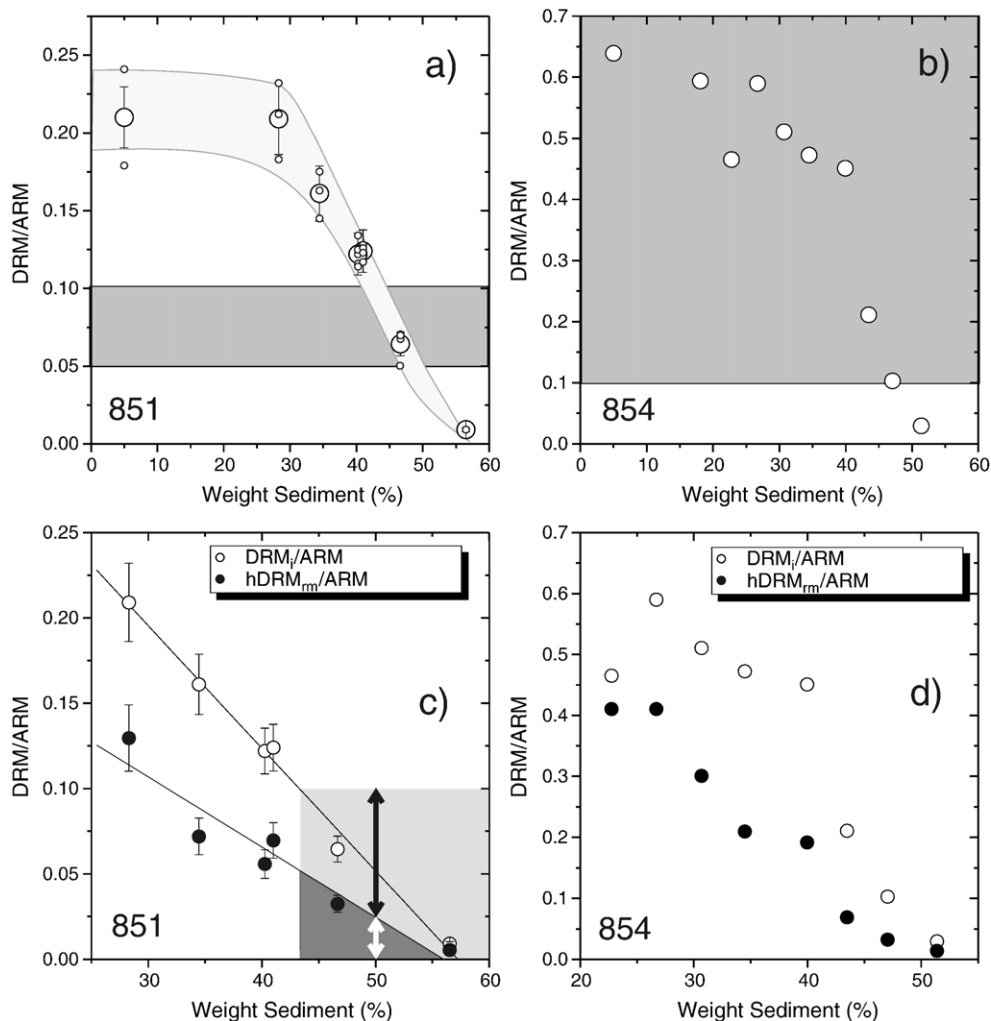 a)
DRM/ARM
0.25
0.20
0.15
0.10
0.05
0.00
851
0 10 20 30 40 50 60
Weight Sediment (%)
b)
DRM/ARM
0.7
0.6
0.5
0.4
0.3
0.2
0.1
0.0
854
0 10 20 30 40 50 60
Weight Sediment (%)
c)
DRMi/ARM
hDRMrm/ARM
DRM/ARM
0.25
0.20
0.15
0.10
0.05
0.00
851
30 40 50 60
Weight Sediment (%)
d)
DRMi/ARM
hDRMrm/ARM
DRM/ARM
0.7
0.6
0.5
0.4
0.3
0.2
0.1
0.0
854
20 30 40 50
Weight Sediment (%)